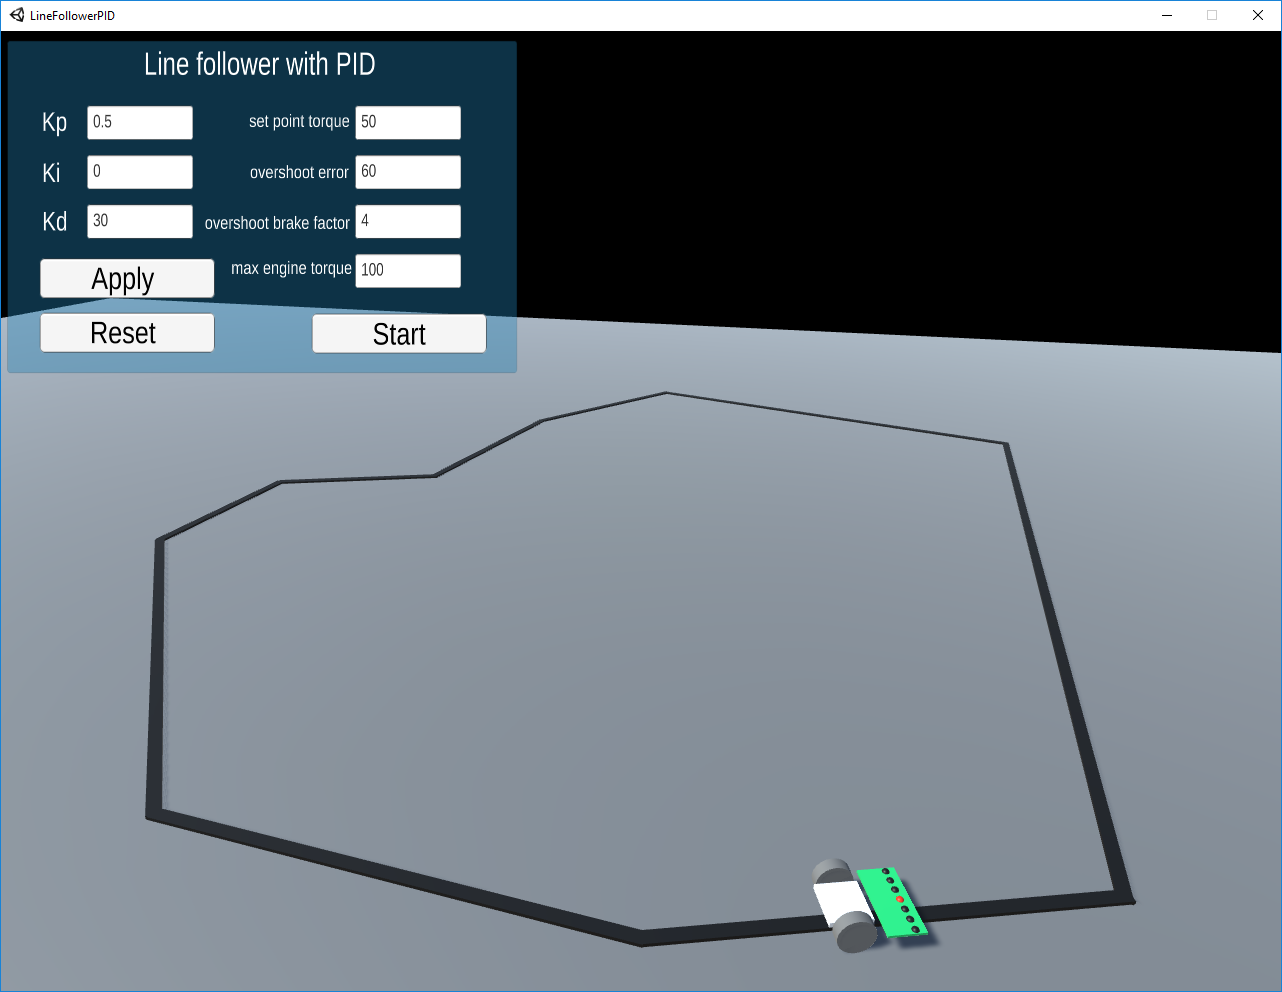 LineFollowerPID
Line follower with PID
Kp 0.5 set point torque 50
Ki 0 overshoot error 60
Kd 30 overshoot brake factor 4
Apply max engine torque 100
Reset Start